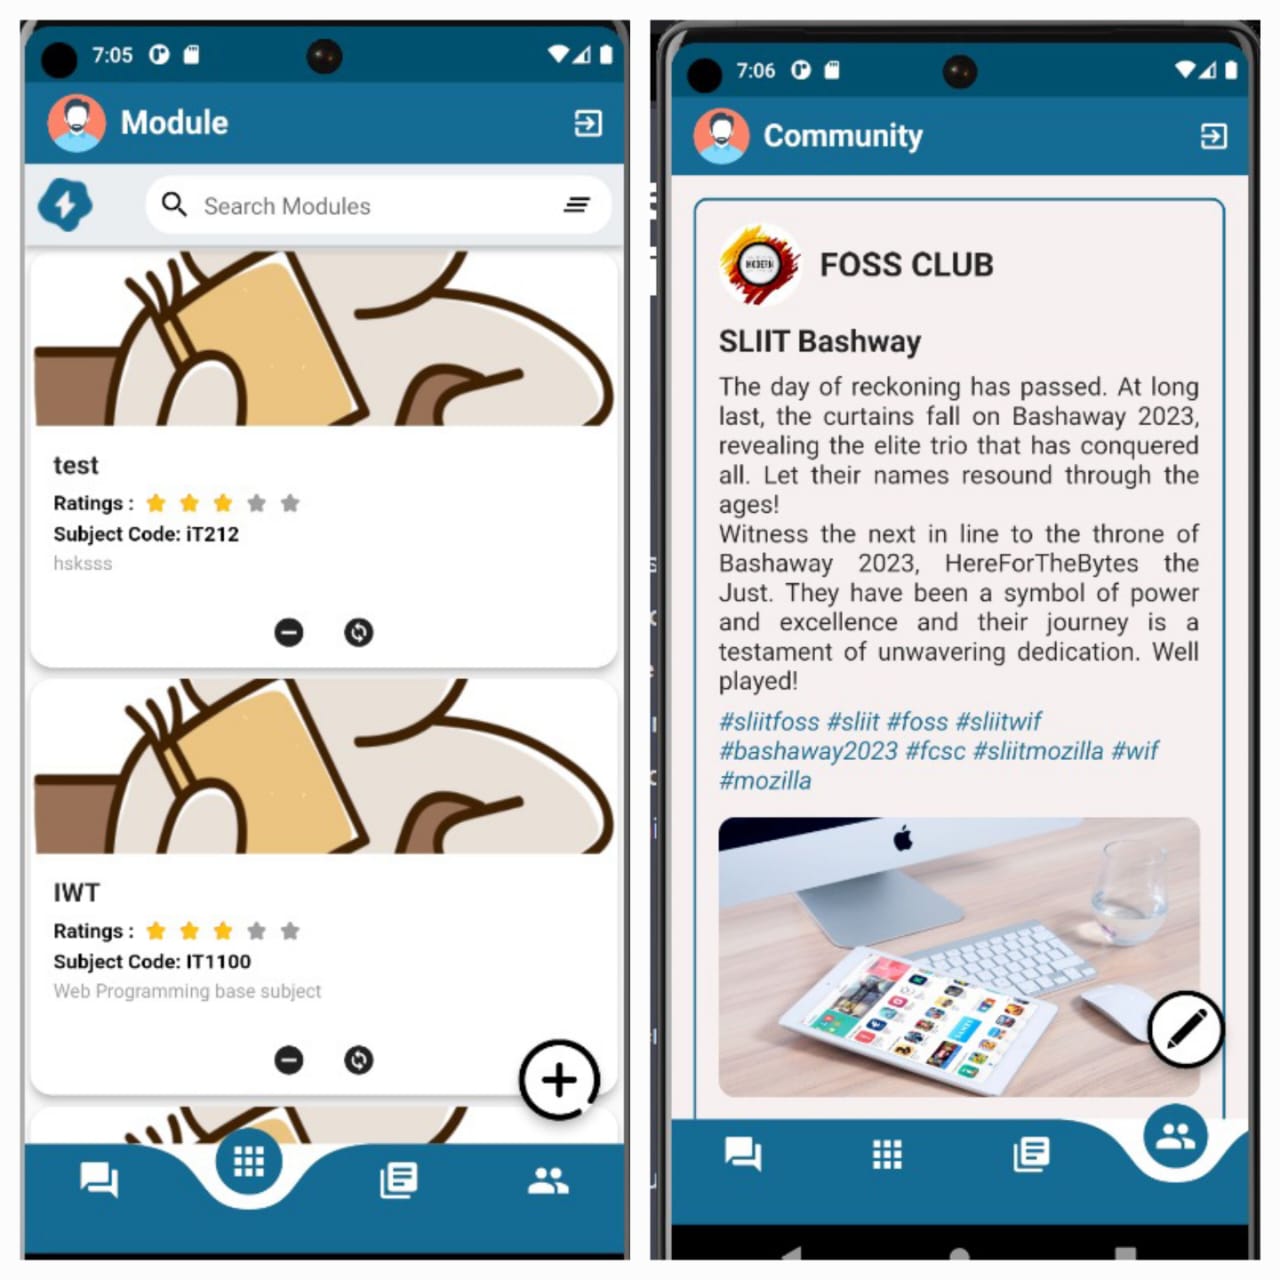 7:05
Module
Search Modules
test
Ratings :
Subject Code: iT212
hsksss
IWT
Ratings :
Subject Code: IT1100
Web Programming base subject
7:06
Community
MODERN
FOSS CLUB
SLIIT Bashway
The day of reckoning has passed. At long
last, the curtains fall on Bashaway 2023,
revealing the elite trio that has conquered
all. Let their names resound through the
ages!
Witness the next in line to the throne of
Bashaway 2023, HereForTheBytes the
Just. They have been a symbol of power
and excellence and their journey is a
testament of unwavering dedication. Well
played!
#sliitfoss #sliit #foss #sliitwif
#bashaway2023 #fcsc #sliitmozilla #wif
#mozilla